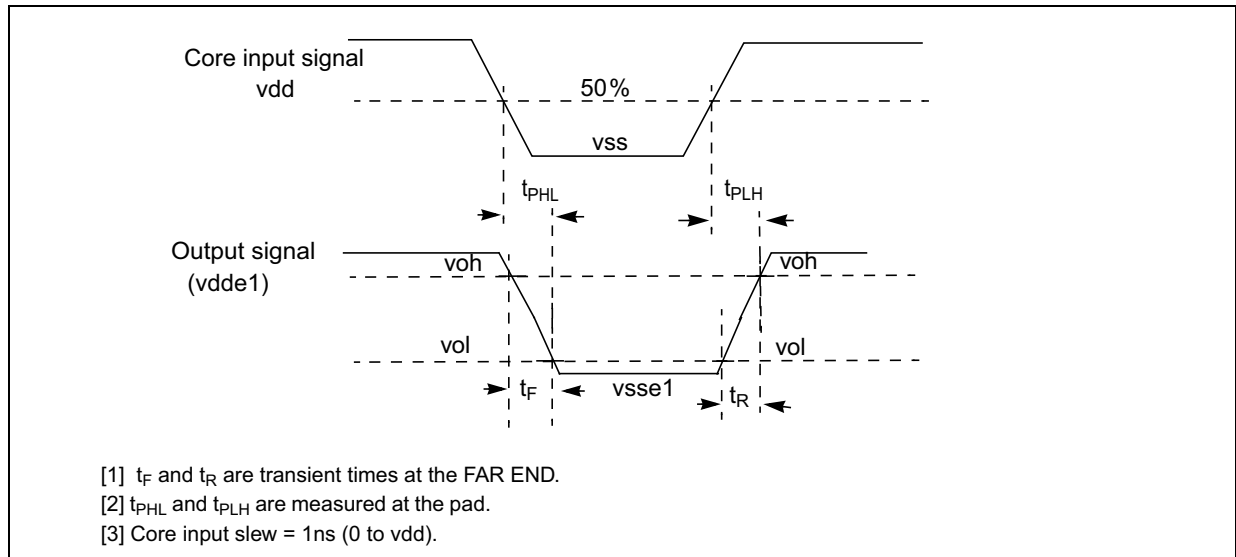 Core input signal
vdd
50%
vss
tPHL
tPLH
Output signal
(vdde1)
voh
voh
vol
vol
tF
vsse1
tR
[1] tF and tR are transient times at the FAR END.
[2] tPHL and tPLH are measured at the pad.
[3] Core input slew = 1ns (0 to vdd).